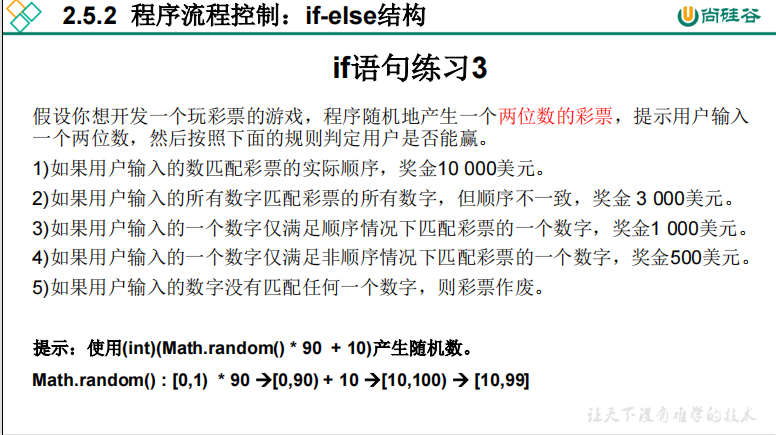 2.5.2 程序流程控制：if-else结构
尚硅谷
if语句练习3
假设你想开发一个玩彩票的游戏，程序随机地产生一个两位数的彩票，提示用户输入
一个两位数，然后按照下面的规则判定用户是否能赢。
1)如果用户输入的数匹配彩票的实际顺序，奖金10 000美元。
2)如果用户输入的所有数字匹配彩票的所有数字，但顺序不一致，奖金 3 000美元。
3)如果用户输入的一个数字仅满足顺序情况下匹配彩票的一个数字，奖金1 000美元。
4)如果用户输入的一个数字仅满足非顺序情况下匹配彩票的一个数字，奖金500美元。
5)如果用户输入的数字没有匹配任何一个数字，则彩票作废。
提示：使用(int)(Math.random() * 90 + 10)产生随机数。
Math.random() : [0,1) * 90 →[0,90) + 10 →[10,100) → [10,99]
让天下没有难学的技术